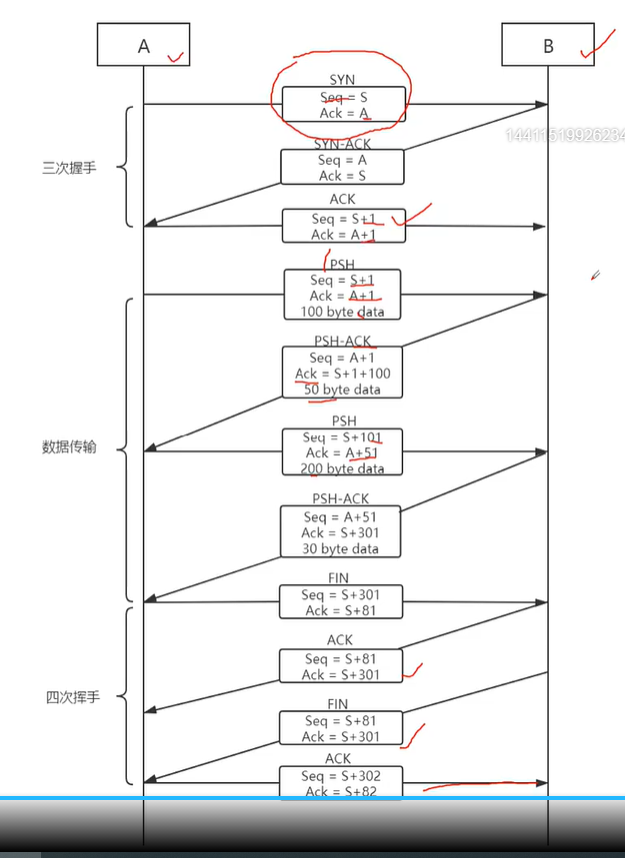 A
B
SYN
Seq = S
Ack = A
SYN-ACK
Seq = A
Ack = S
三次握手
ACK
Seq = S+1
Ack = A+1
PSH
Seq = S+1
Ack = A+1
100 byte data
PSH-ACK
Seq = A+1
Ack = S+1+100
50 byte data
数据传输
PSH
Seq = S+101
Ack = A+51
200 byte data
PSH-ACK
Seq = A+51
Ack = S+301
30 byte data
FIN
Seq = S+301
Ack = S+81
四次挥手
ACK
Seq = S+81
Ack = S+301
FIN
Seq = S+81
Ack = S+301
ACK
Seq = S+302
Ack = S+82